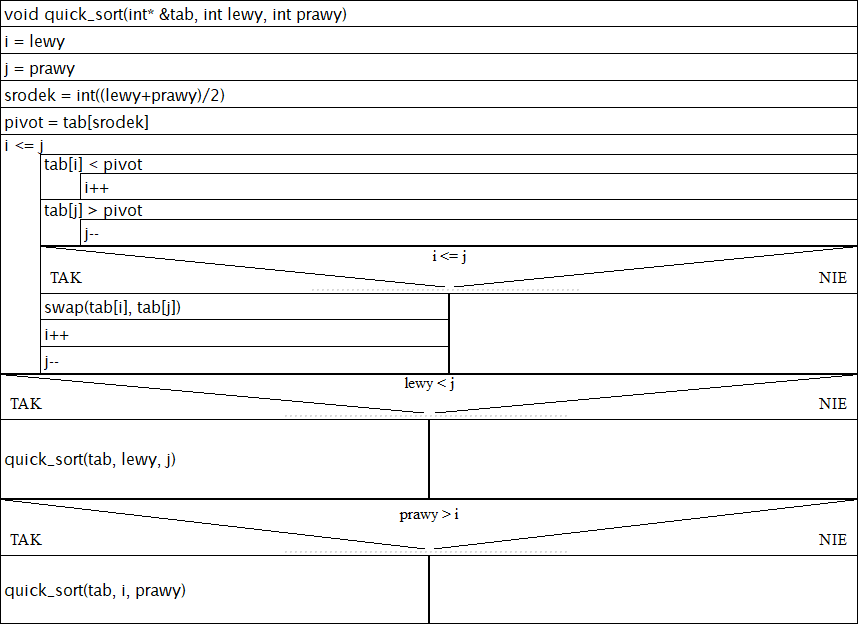 void quick_sort(int* &tab, int lewy, int prawy)
i = lewy
j = prawy
srodek = int((lewy+prawy)/2)
pivot = tab[srodek]
i <= j
tab[i] < pivot
i++
tab[j] > pivot
j--
i <= j
TAK NIE
swap(tab[i], tab[j])
i++
j--
lewy < j
TAK NIE
quick_sort(tab, lewy, j)
prawy > i
TAK NIE
quick_sort(tab, i, prawy)